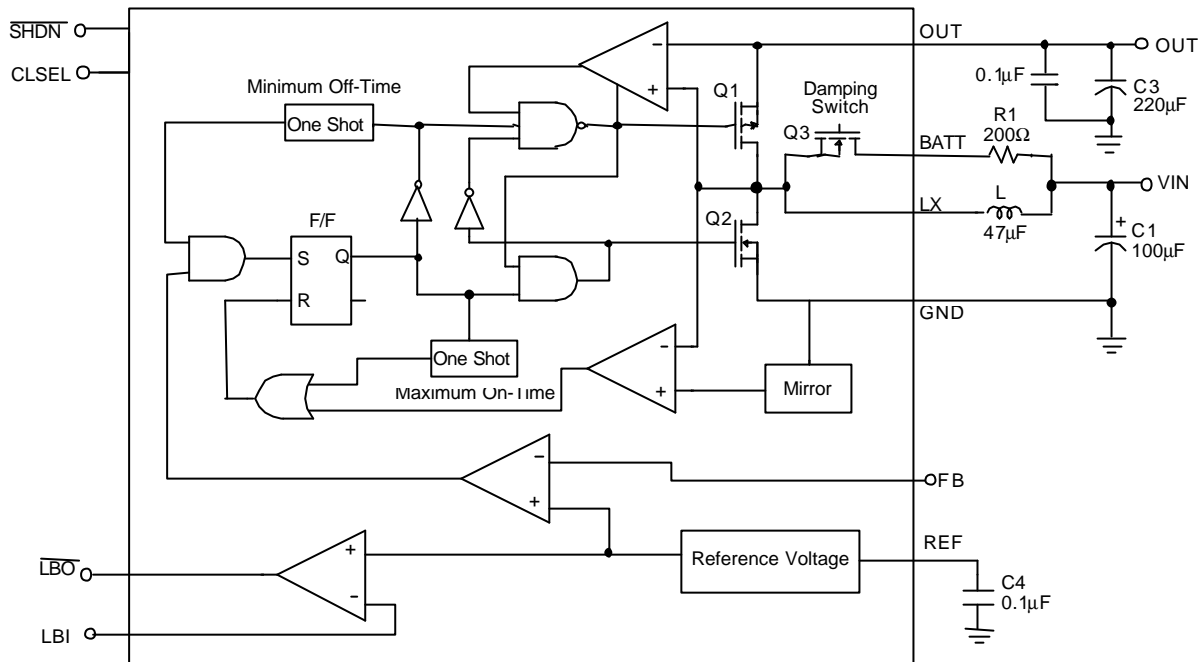 SHDN
CLSEL
Minimum Off-Time
One Shot
F/F
S
Q
R
One Shot
Maximum On-Time
-
+
Q1
Damping
Switch
Q3
Q2
OUT
OUT
0.1µF
C3
220µF
R1
200Ω
BATT
VIN
LX
L
47µF
+
C1
100µF
GND
-
+
Mirror
-
+
FB
REF
Reference Voltage
C4
0.1µF
+
-
LBO
LBI